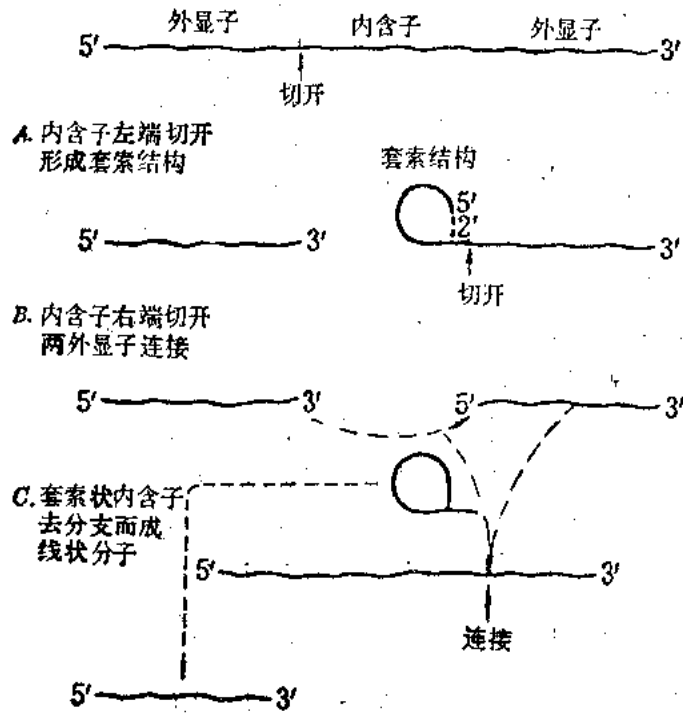 外显子 内含子 外显子
5′ 3′
切开
A. 内含子左端切开
形成套索结构
套索结构
5′
2′
5′ 3′ 3′
切开
B. 内含子右端切开
两外显子连接
5′ 3′ 5′ 3′
C. 套索状内含子
去分支而成
线状分子
5′ 3′
连接
5′ 3′